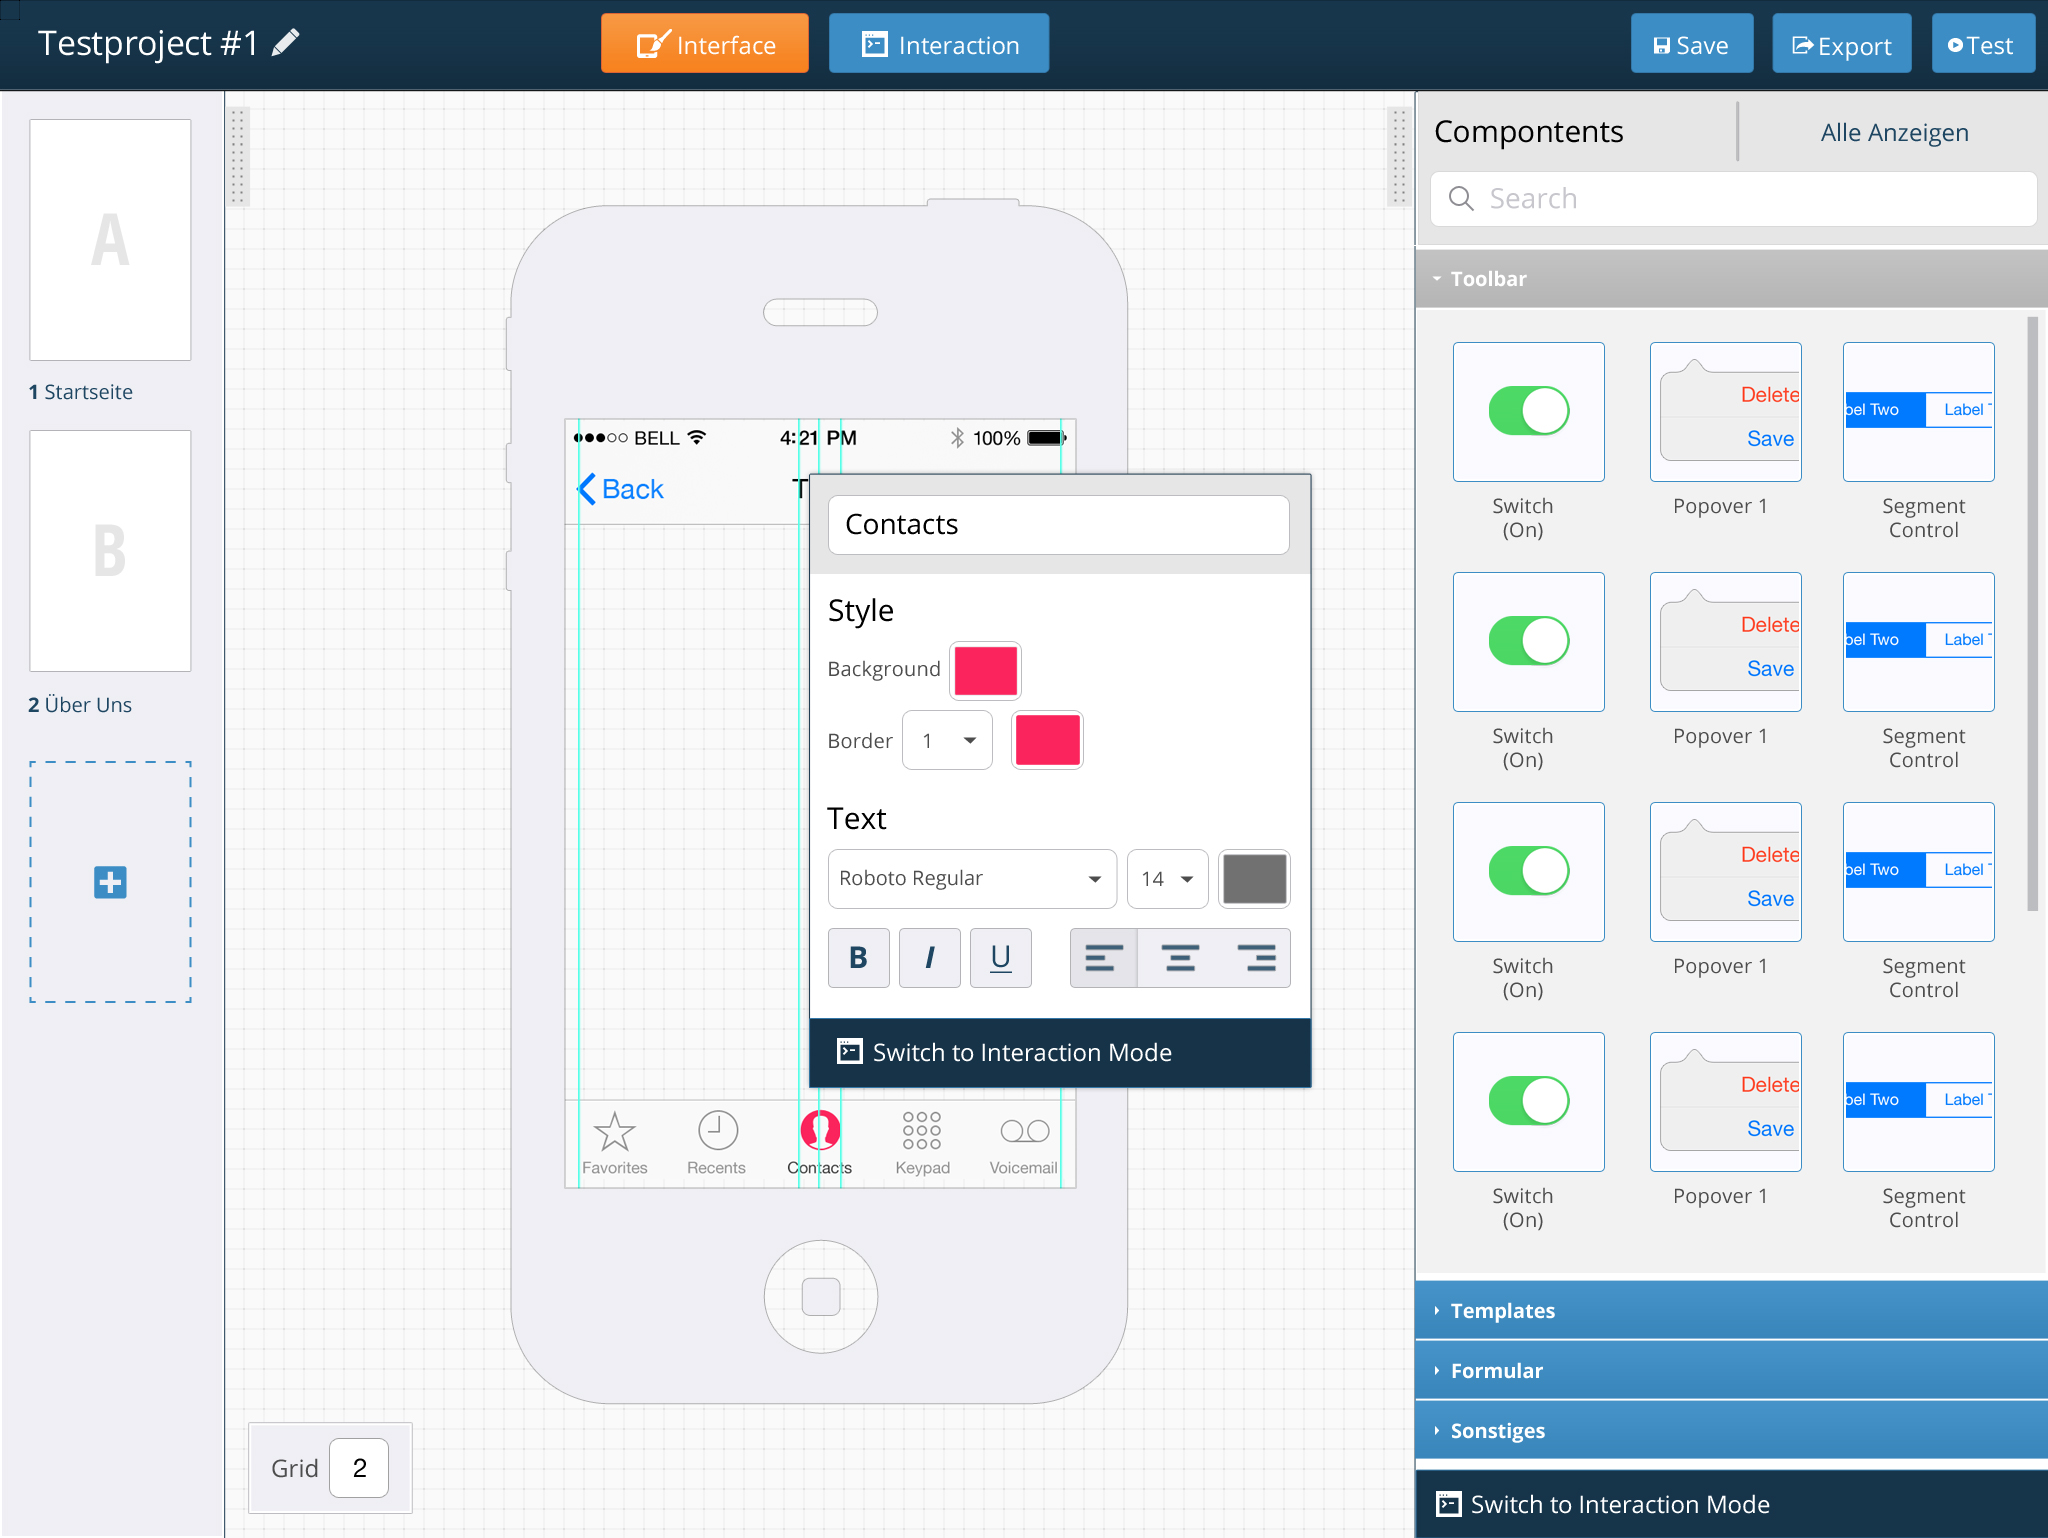 Testproject #1
Interface
Interaction
Save
Export
Test
A
1 Startseite
B
2 Über Uns
BELL
4:21 PM
100%
Back
T
Contacts
Style
Background
Border
1
Text
Roboto Regular
14
B
I
U
Switch to Interaction Mode
Favorites
Recents
Contacts
Keypad
Voicemail
Grid
2
Compontents
Alle Anzeigen
Search
Toolbar
Delete
Save
bel Two
Label
Switch
(On)
Popover 1
Segment
Control
Delete
Save
bel Two
Label
Switch
(On)
Popover 1
Segment
Control
Delete
Save
bel Two
Label
Switch
(On)
Popover 1
Segment
Control
Delete
Save
bel Two
Label
Switch
(On)
Popover 1
Segment
Control
Templates
Formular
Sonstiges
Switch to Interaction Mode